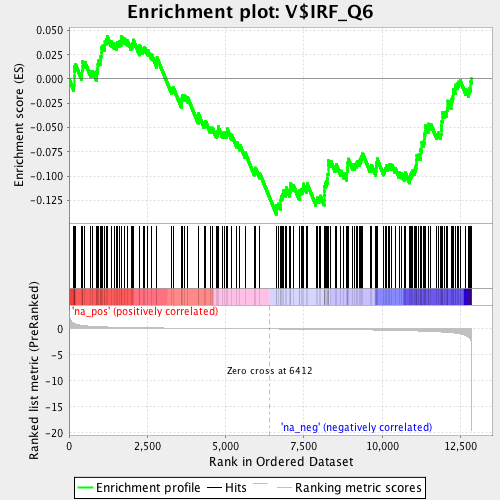 Enrichment plot: V$IRF_Q6
Enrichment score (ES)
0.050
0.025
0.000
-0.025
-0.050
-0.075
-0.100
-0.125
'na_pos' (positively correlated)
Ranked list metric (PreRanked)
0
-5
-10
-15
-20
Zero cross at 6412
'na_neg' (negatively correlated)
0
2,500
5,000
7,500
10,000
12,500
Rank in Ordered Dataset
Enrichment profile
Hits
Ranking metric scores